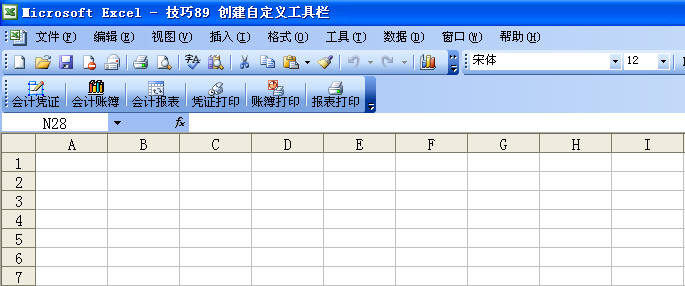 Microsoft Excel - 技巧89 创建自定义工具栏
文件(F) 编辑(E) 视图(V) 插入(I) 格式(O) 工具(T) 数据(D) 窗口(W) 帮助(H)
宋体 12
会计凭证 会计账簿 会计报表 凭证打印 账簿打印 报表打印
N28 fx
A B C D E F G H I
1
2
3
4
5
6
7